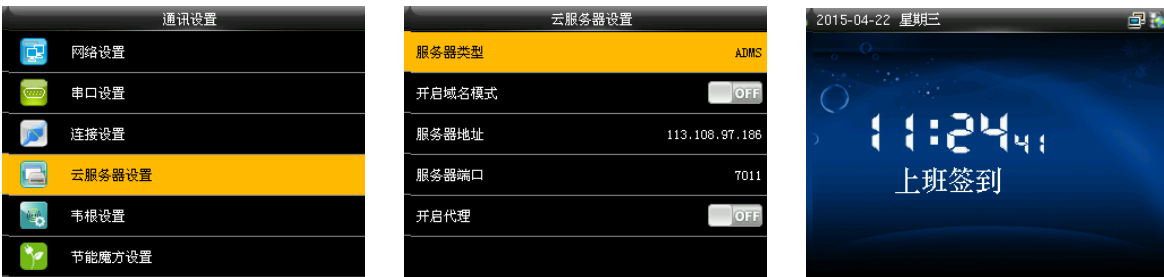 通讯设置
网络设置
串口设置
连接设置
云服务器设置
韦根设置
节能魔方设置
云服务器设置
服务器类型 ADMS
开启域名模式 OFF
服务器地址 113.108.97.186
服务器端口 7011
开启代理 OFF
2015-04-22 星期三
11:24 41
上班签到